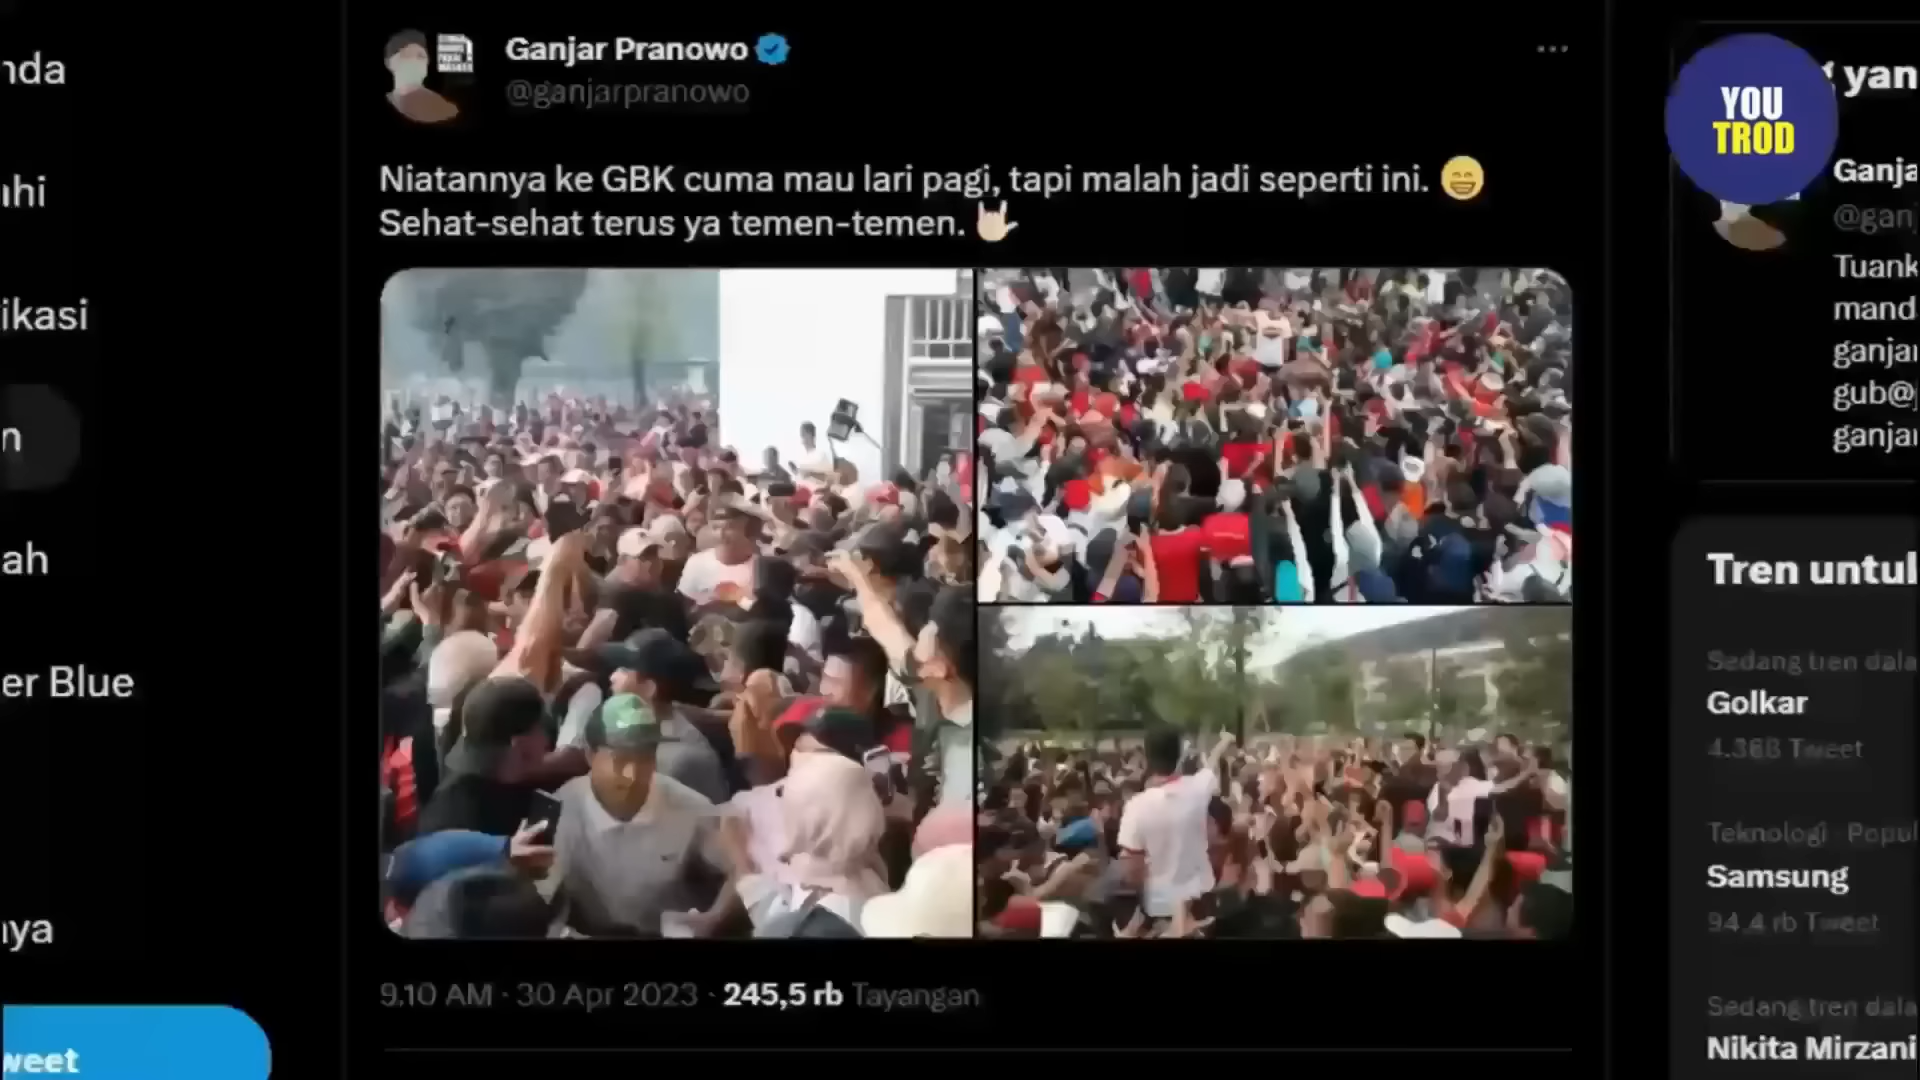 nda
ahi
ikasi
n
ah
er Blue
aya
weet
Ganjar Pranowo
@ganjarpranowo
Niatannya ke GBK cuma mau lari pagi, tapi malah jadi seperti ini. 😄
Sehat-sehat terus ya temen-temen. 🤟🏻
9.10 AM · 30 Apr 2023 · 245,5 rb Tayangan
YOU
TROD
yan
Ganja
@ganj
Tuank
mand
ganjar
gub@
ganjar
Tren untuk
Sedang tren dala
Golkar
4.368 Tweet
Teknologi · Popul
Samsung
94,4 rb Tweet
Sedang tren dala
Nikita Mirzani